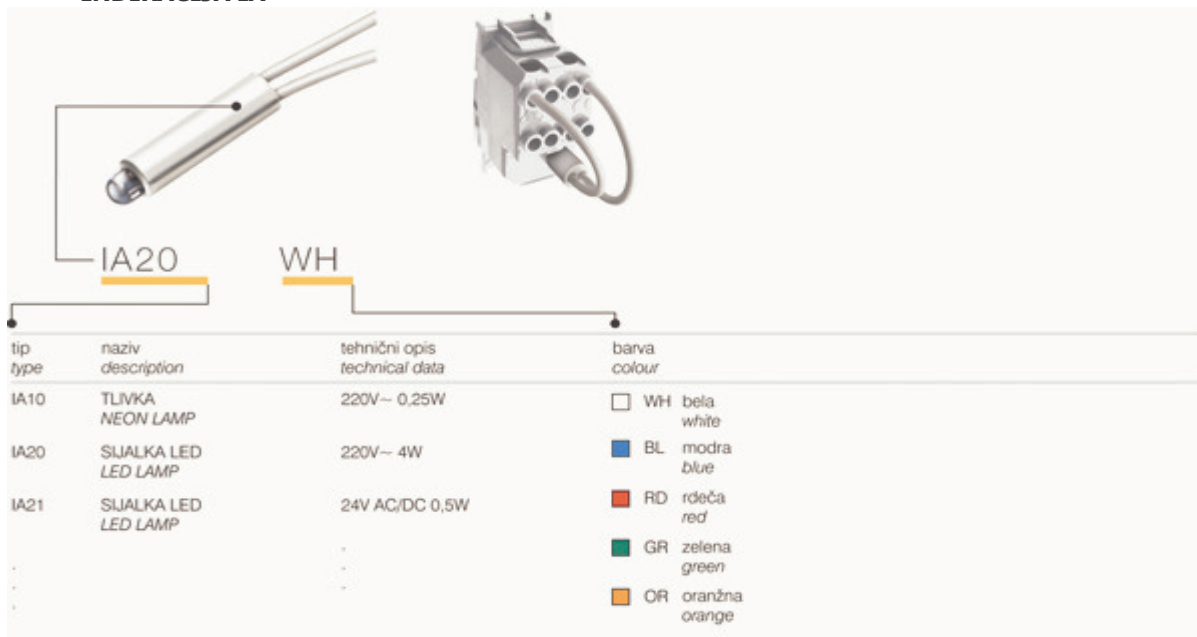 IA20 WH
tip naziv tehnični opis barva
type description technical data colour
IA10 TLIVKA 220V~ 0,25W WH bela
NEON LAMP white
IA20 SIJALKA LED 220V~ 4W BL modra
LED LAMP blue
IA21 SIJALKA LED 24V AC/DC 0,5W RD rdeča
LED LAMP red
GR zelena
green
OR oranžna
orange